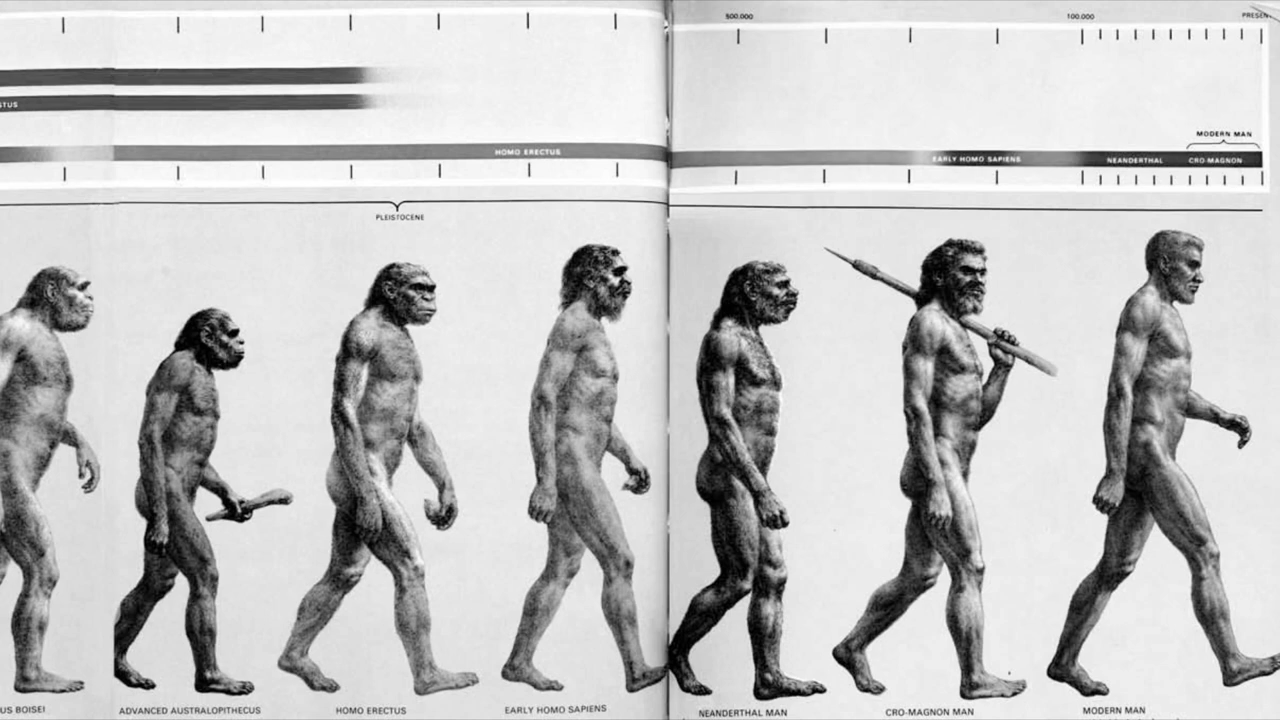 500,000
100,000
PRESENT
STUS
HOMO ERECTUS
MODERN MAN
EARLY HOMO SAPIENS
NEANDERTHAL
CRO-MAGNON
PLEISTOCENE
US BOISEI
ADVANCED AUSTRALOPITHECUS
HOMO ERECTUS
EARLY HOMO SAPIENS
NEANDERTHAL MAN
CRO-MAGNON MAN
MODERN MAN